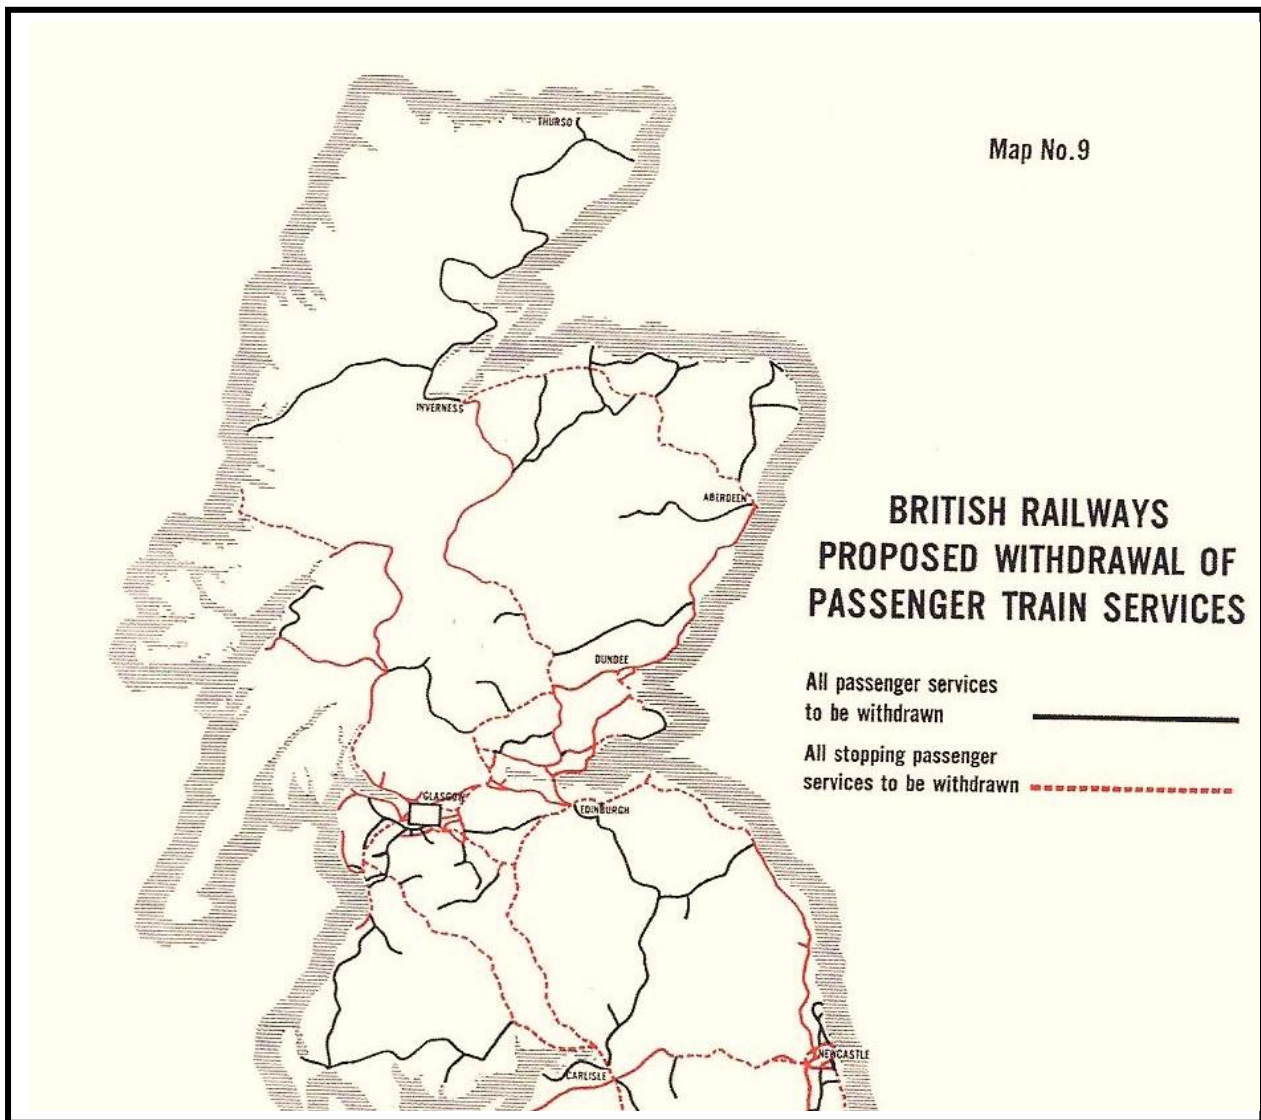 THURSO
Map No.9
INVERNESS
ABERDEEN
BRITISH RAILWAYS
PROPOSED WITHDRAWAL OF
PASSENGER TRAIN SERVICES
DUNDEE
All passenger services
to be withdrawn
All stopping passenger
services to be withdrawn
GLASGOW
EDINBURGH
NEWCASTLE
CARLISLE